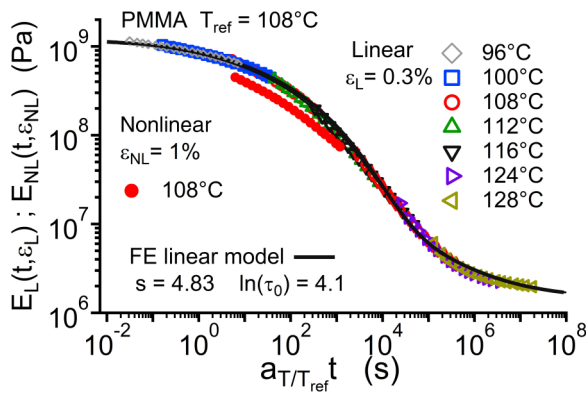 PMMA T_ref = 108°C
Linear
ε_L = 0.3%
96°C
100°C
108°C
112°C
116°C
124°C
128°C
Nonlinear
ε_NL = 1%
108°C
FE linear model
s = 4.83 ln(τ_0) = 4.1
E_L(t,ε_L) ; E_NL(t,ε_NL) (Pa)
10^9
10^8
10^7
10^6
10^-2 10^0 10^2 10^4 10^6 10^8
a_T/T_ref t (s)